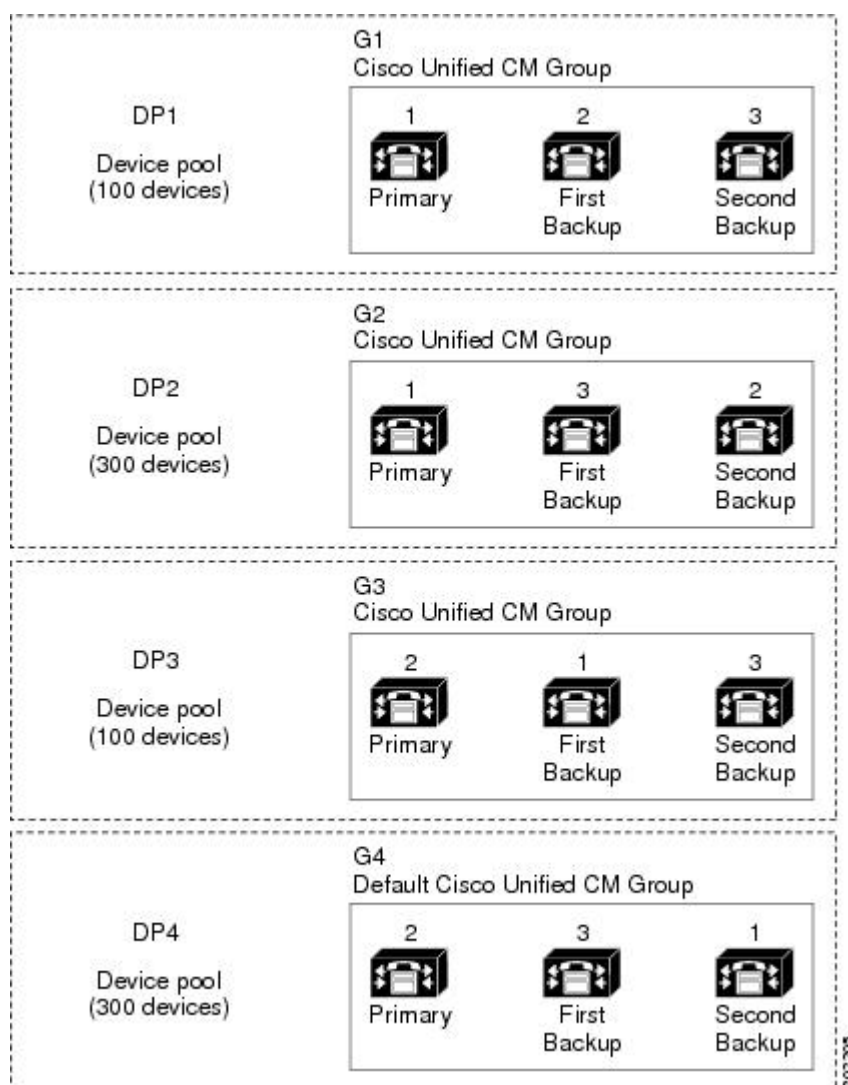 G1
Cisco Unified CM Group
DP1
Device pool
(100 devices)
1 2 3
Primary First Second
Backup Backup
G2
Cisco Unified CM Group
DP2
Device pool
(300 devices)
1 3 2
Primary First Second
Backup Backup
G3
Cisco Unified CM Group
DP3
Device pool
(100 devices)
2 1 3
Primary First Second
Backup Backup
G4
Default Cisco Unified CM Group
DP4
Device pool
(300 devices)
2 3 1
Primary First Second
Backup Backup